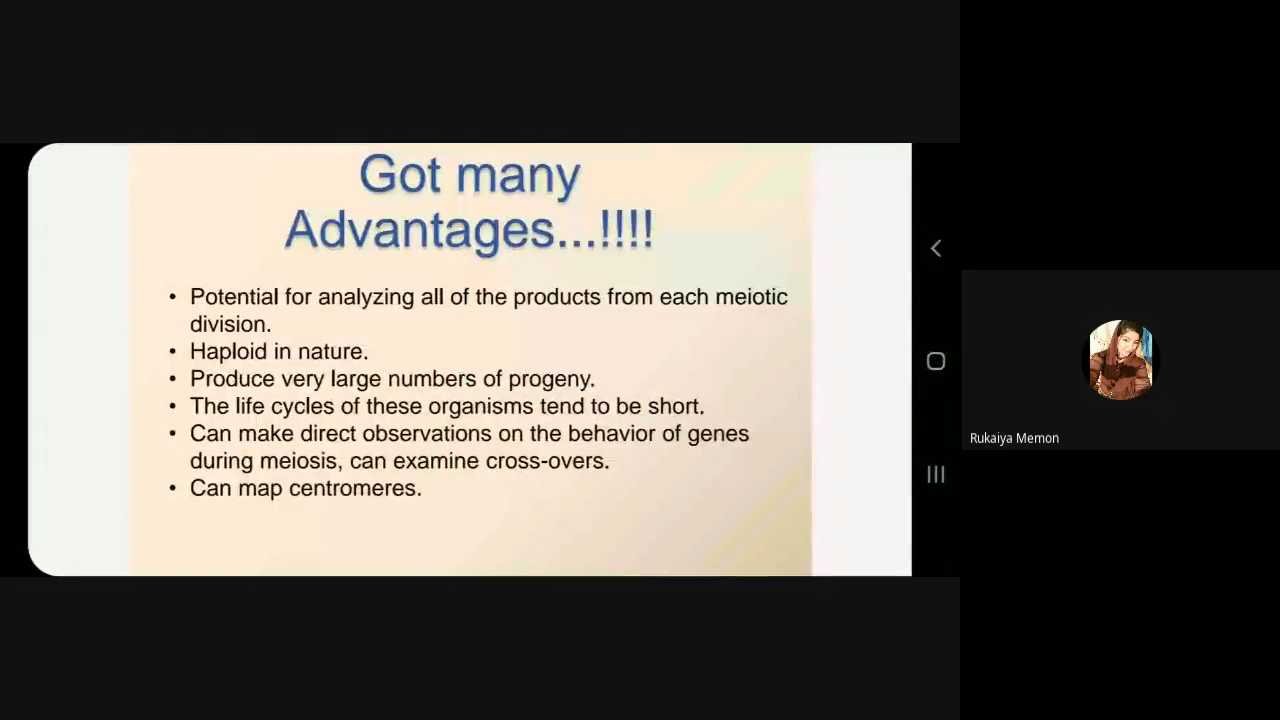 Got many
Advantages...!!!!
• Potential for analyzing all of the products from each meiotic
division.
• Haploid in nature.
• Produce very large numbers of progeny.
• The life cycles of these organisms tend to be short.
• Can make direct observations on the behavior of genes
during meiosis, can examine cross-overs.
• Can map centromeres.
Rukaiya Memon